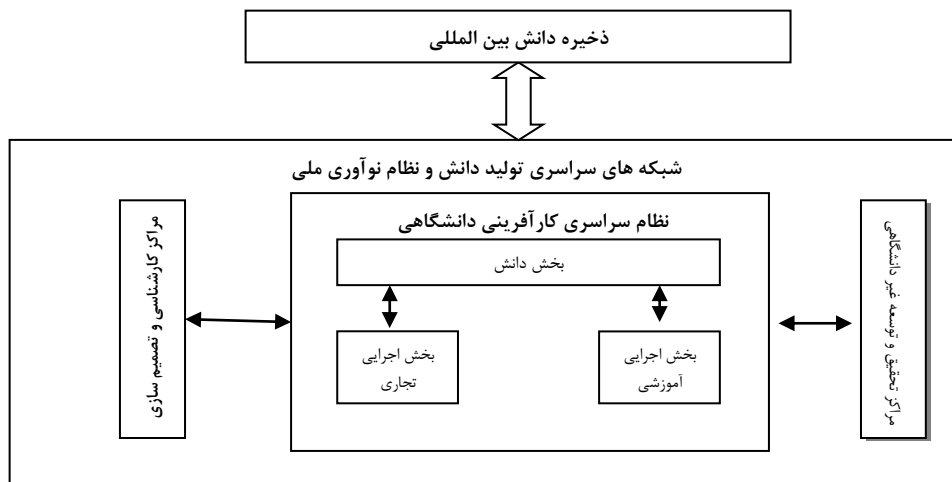 ذخیره دانش بین المللی
شبکه های سراسری تولید دانش و نظام نوآوری ملی
مراکز تحقیق و توسعه غیر دانشگاهی
نظام سراسری کارآفرینی دانشگاهی
بخش دانش
بخش اجرایی
آموزشی
بخش اجرایی
تجاری
مراکز کارشناسی و تصمیم سازی